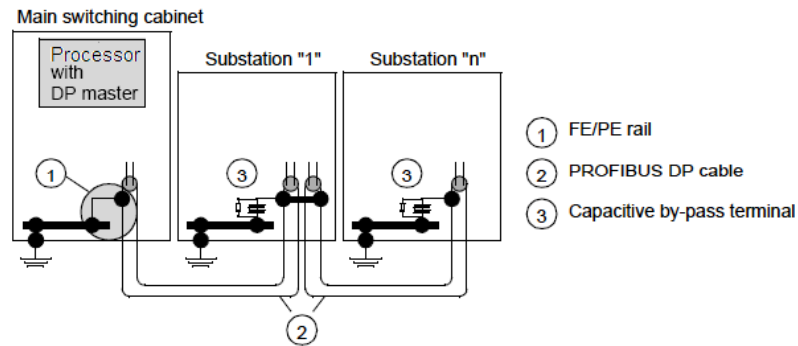 Main switching cabinet
Processor
with
DP master
Substation "1"
Substation "n"
1
3
3
2
1 FE/PE rail
2 PROFIBUS DP cable
3 Capacitive by-pass terminal